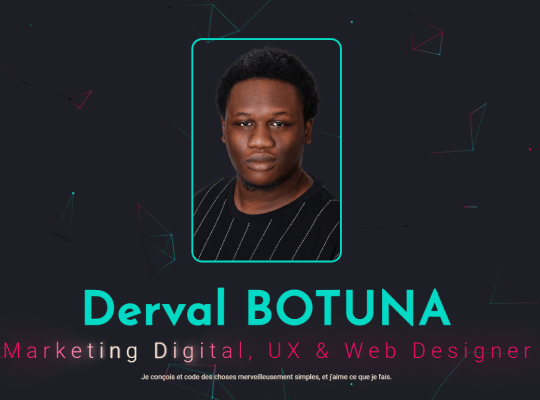 Derval BOTUNA
Marketing Digital, UX & Web Designer
Je conçois et code des choses merveilleusement simples, et j'aime ce que je fais.